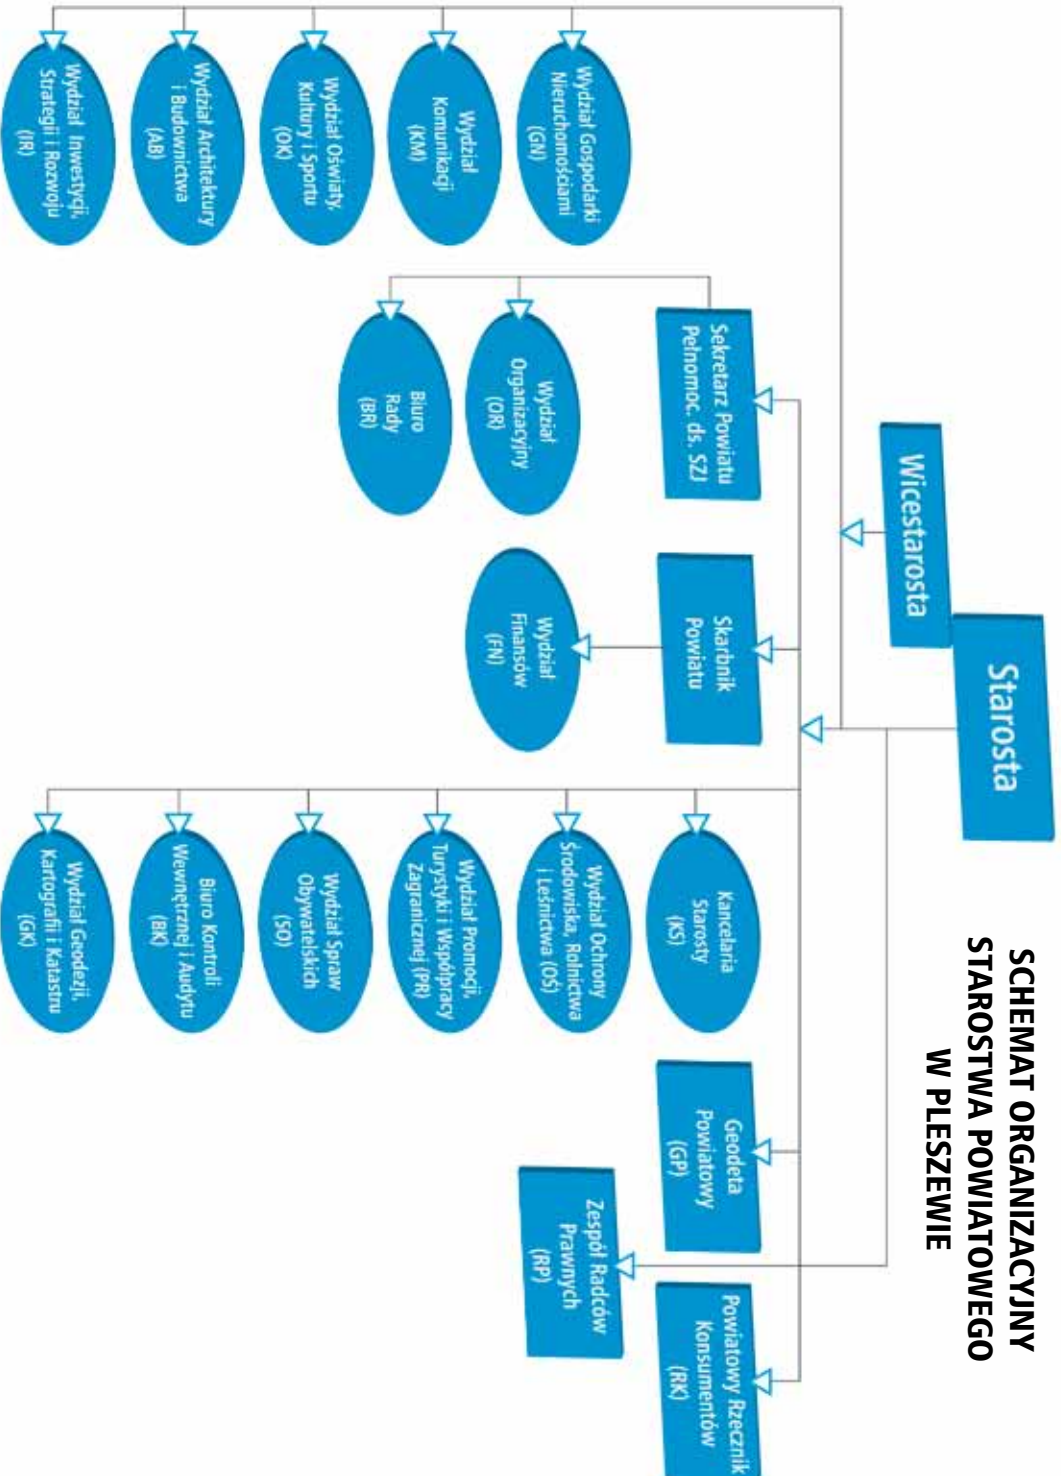 SCHEMAT ORGANIZACYJNY
STAROSTWA POWIATOWEGO
W PLESZEWIE
Starosta
Wicestarosta
Sekretarz Powiatu
Pełnomoc. ds. SZJ
Skarbnik
Powiatu
Geodeta
Powiatowy
(GP)
Powiatowy Rzecznik
Konsumentów
(RK)
Zespół Radców
Prawnych
(RP)
Wydział Gospodarki
Nieruchomościami
(GN)
Wydział
Komunikacji
(KM)
Wydział Oświaty,
Kultury i Sportu
(OK)
Wydział Architektury
i Budownictwa
(AB)
Wydział Inwestycji,
Strategii i Rozwoju
(IR)
Wydział
Organizacyjny
(OR)
Biuro
Rady
(BR)
Wydział
Finansów
(FN)
Kancelaria
Starosty
(KS)
Wydział Ochrony
Środowiska, Rolnictwa
i Leśnictwa (OŚ)
Wydział Promocji,
Turystyki i Współpracy
Zagranicznej (PR)
Wydział Spraw
Obywatelskich
(SO)
Biuro Kontroli
Wewnętrznej i Audytu
(BK)
Wydział Geodezji,
Kartografi i Katastru
(GK)